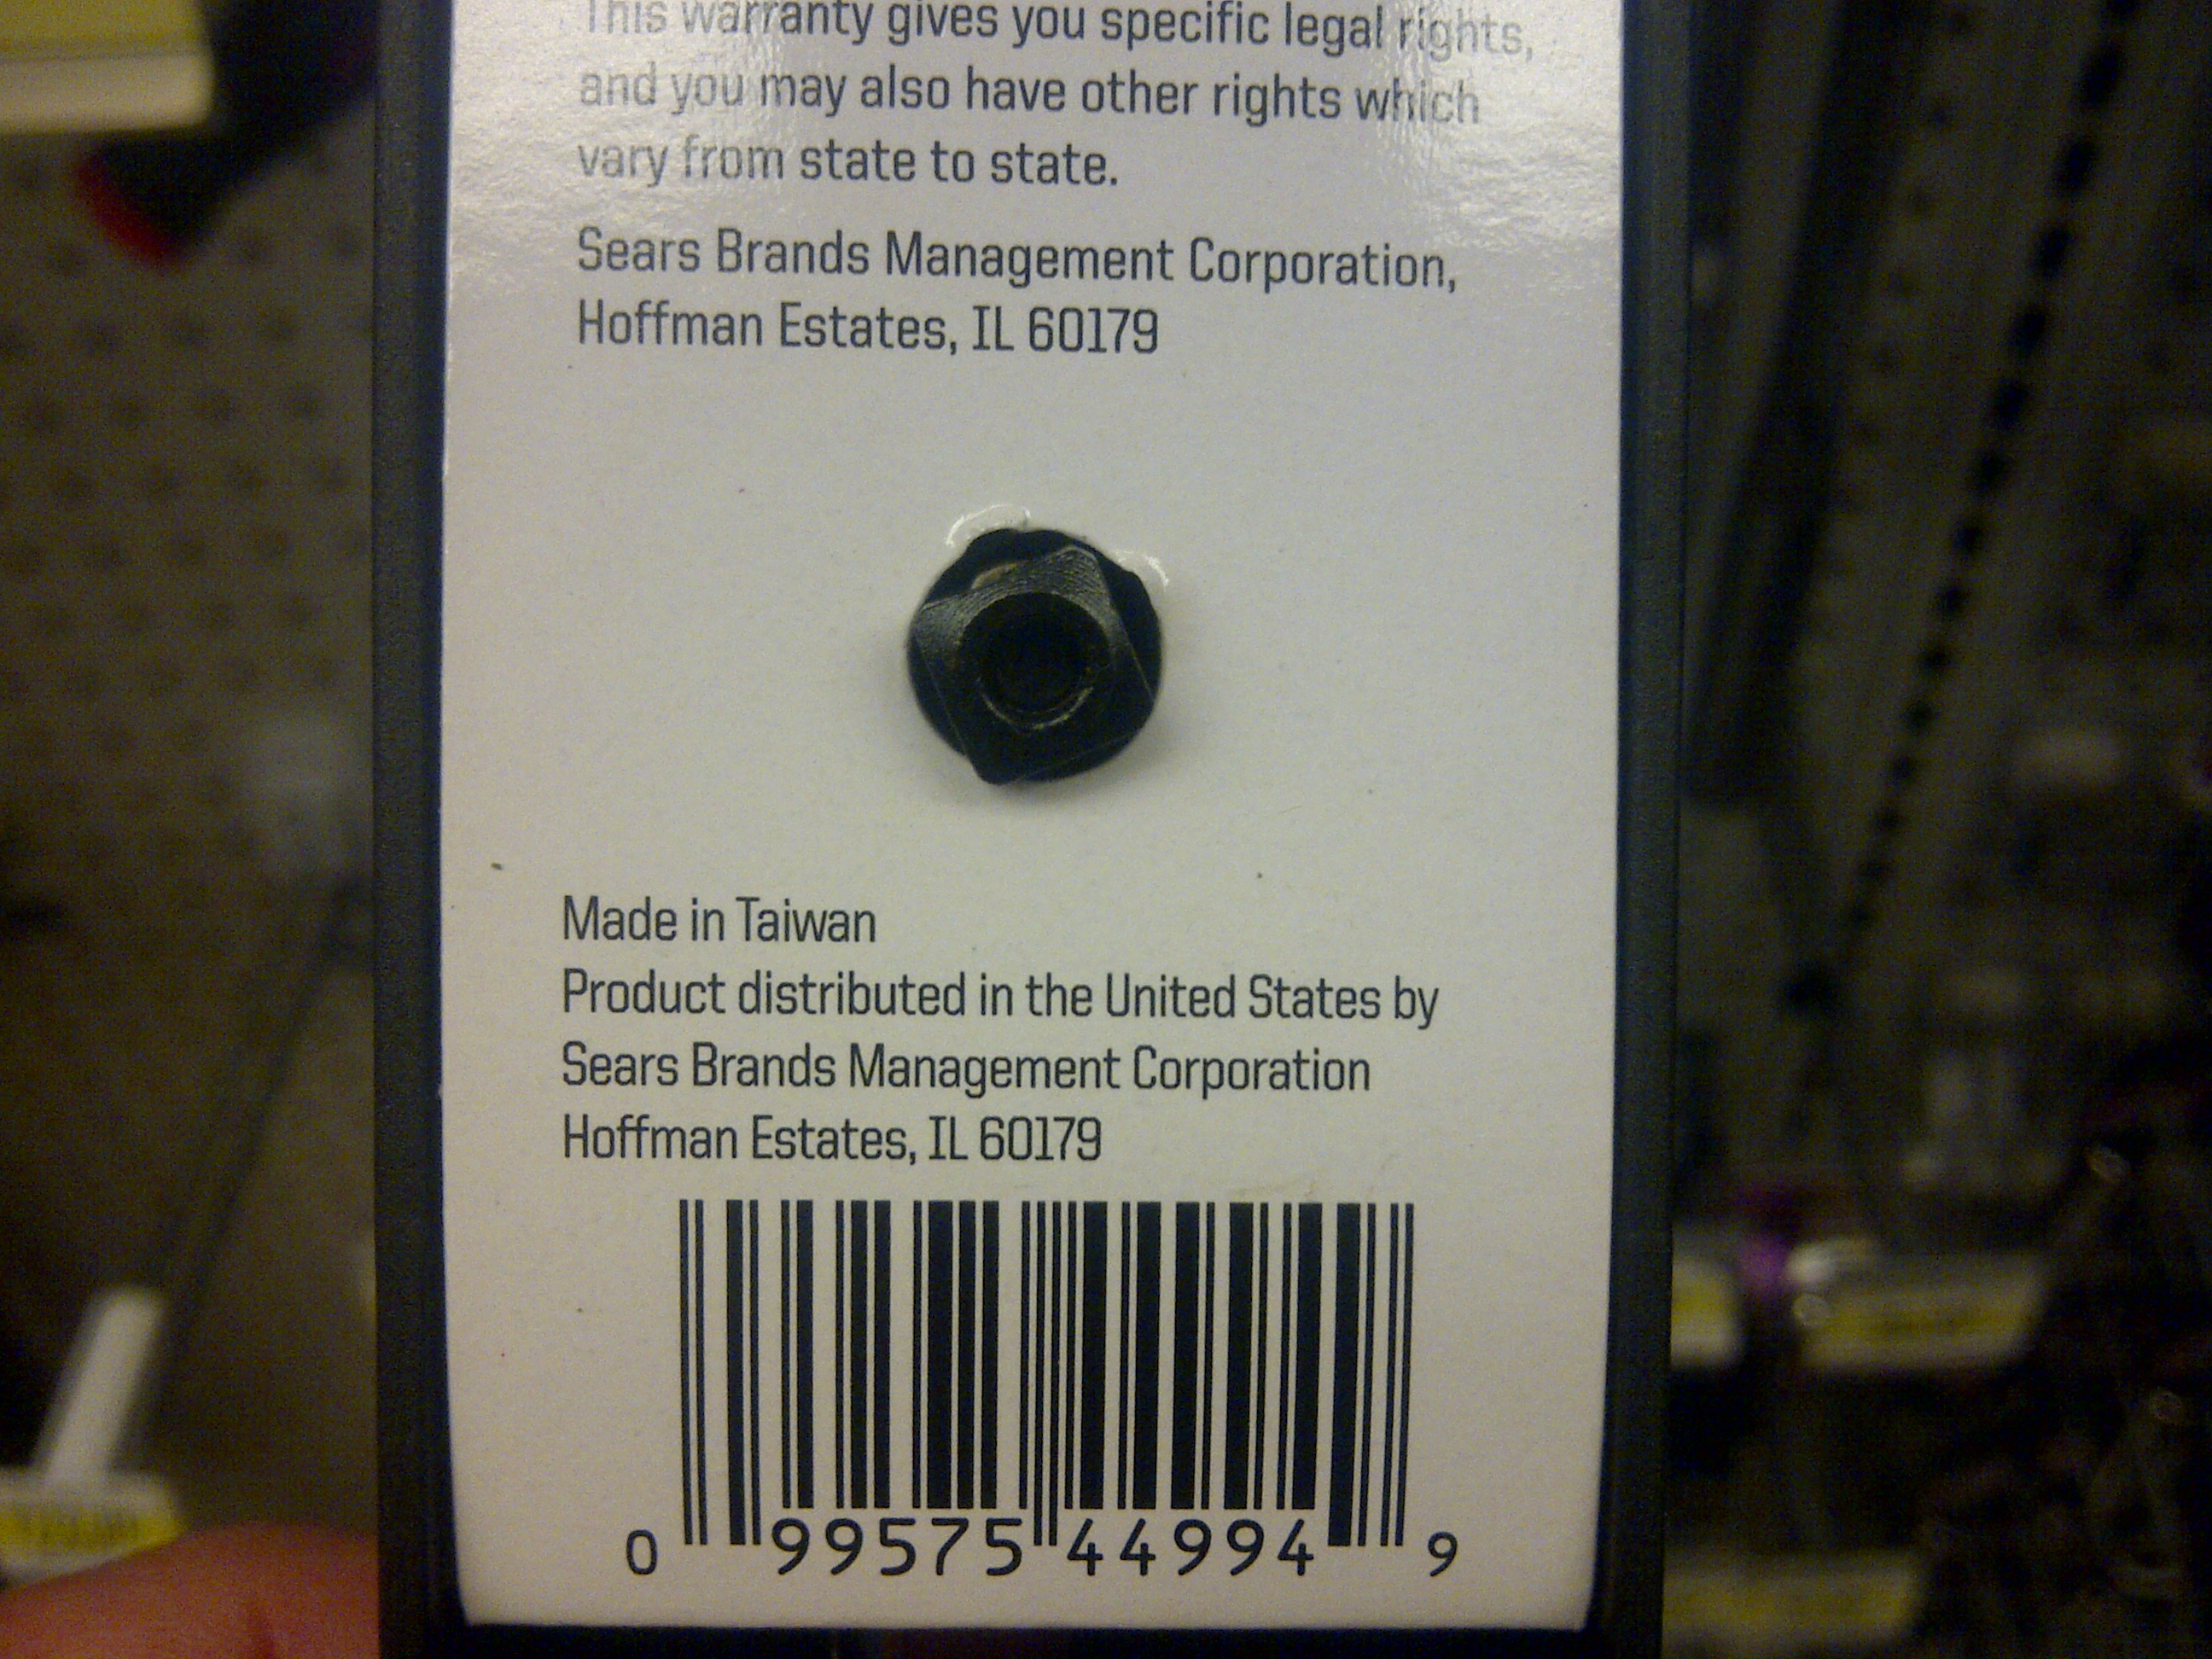 This warranty gives you specific legal rights,
and you may also have other rights which
vary from state to state.
Sears Brands Management Corporation,
Hoffman Estates, IL 60179
Made in Taiwan
Product distributed in the United States by
Sears Brands Management Corporation
Hoffman Estates, IL 60179
0 99575 44994 9